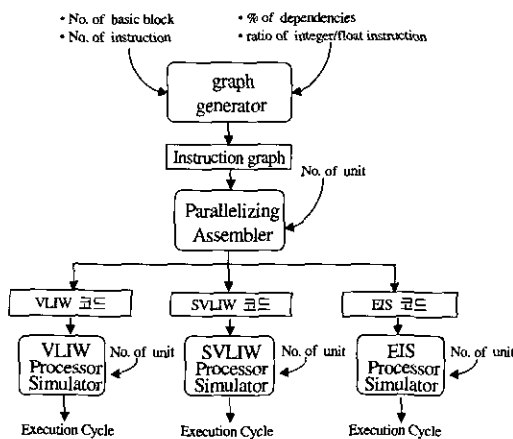 • No. of basic block
• No. of instruction
• % of dependencies
• ratio of integer/float instruction
graph
generator
Instruction graph
No. of unit
Parallelizing
Assembler
VLIW 코드
SVLIW 코드
EIS 코드
VLIW
Processor
Simulator
No. of unit
SVLIW
Processor
Simulator
No. of unit
EIS
Processor
Simulator
No. of unit
Execution Cycle
Execution Cycle
Execution Cycle